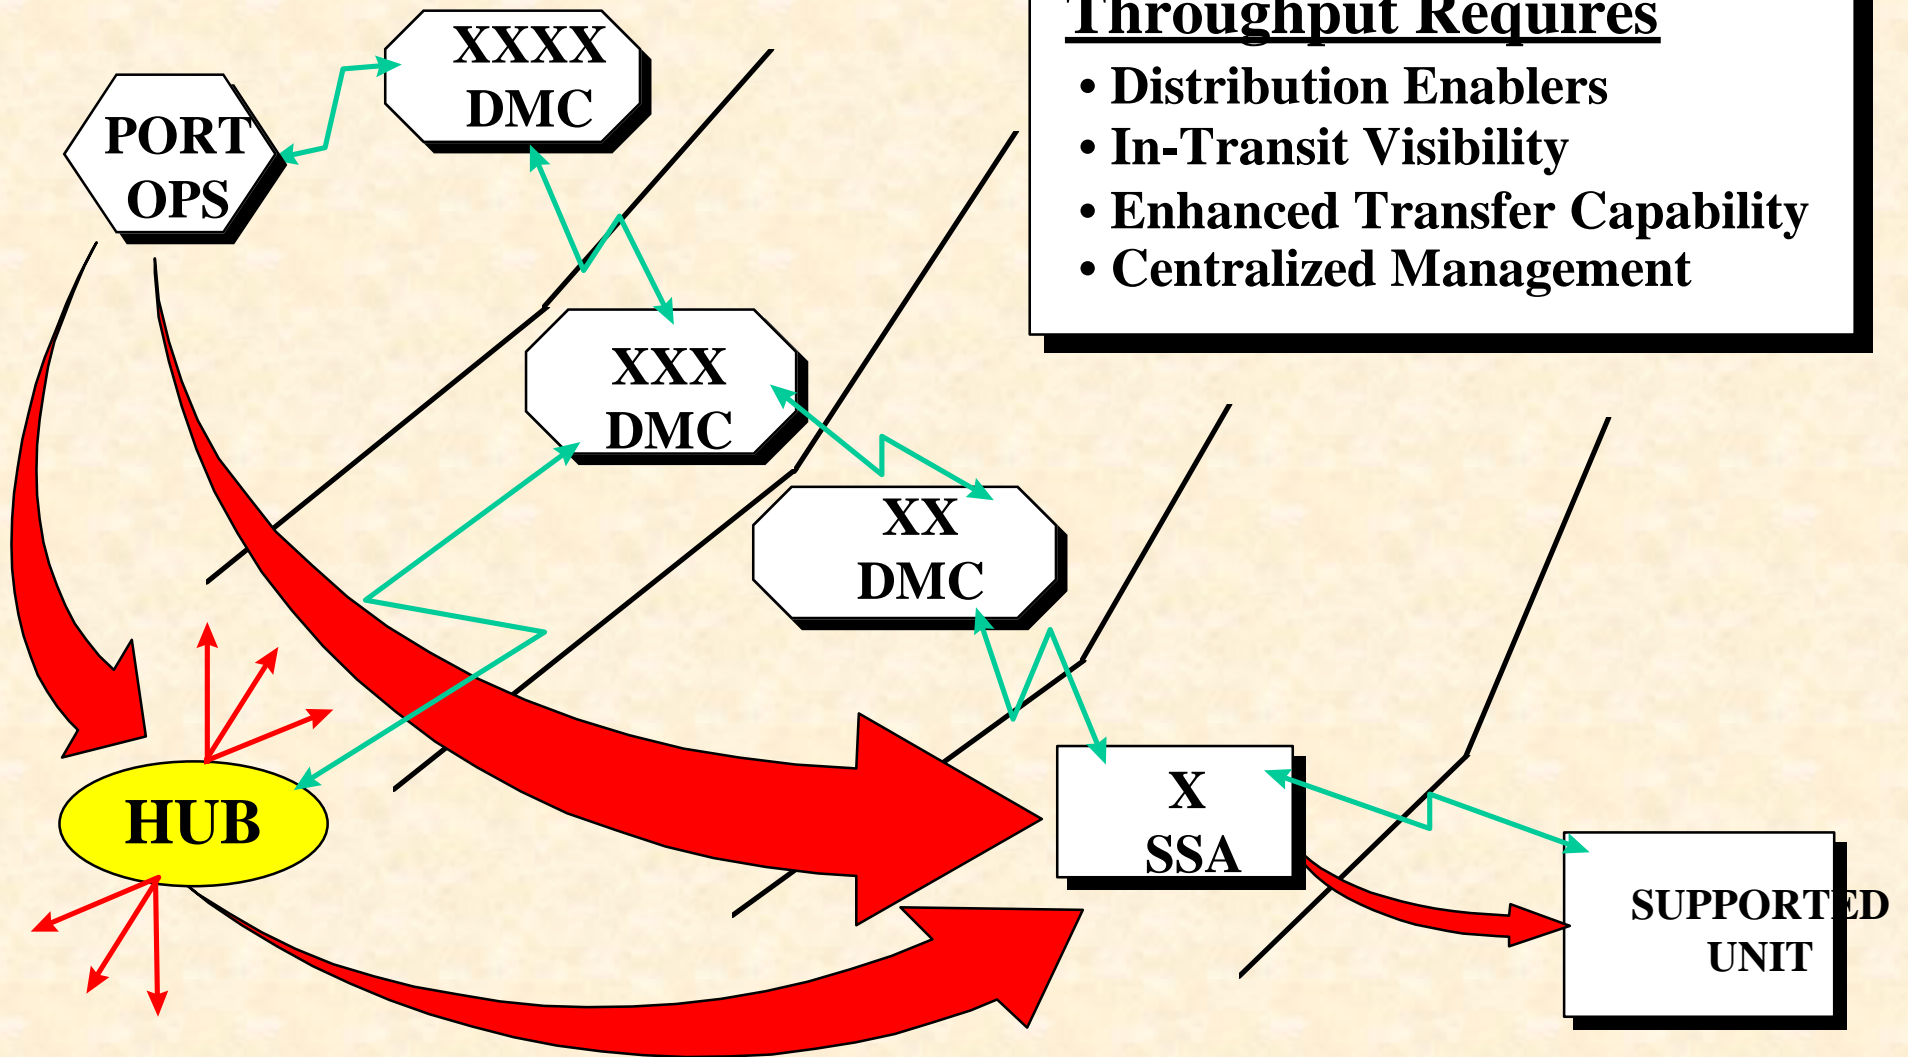 XXXX
DMC
PORT
OPS
Throughput Requires
• Distribution Enablers
• In-Transit Visibility
• Enhanced Transfer Capability
• Centralized Management
XXX
DMC
XX
DMC
X
SSA
HUB
SUPPORTED
UNIT